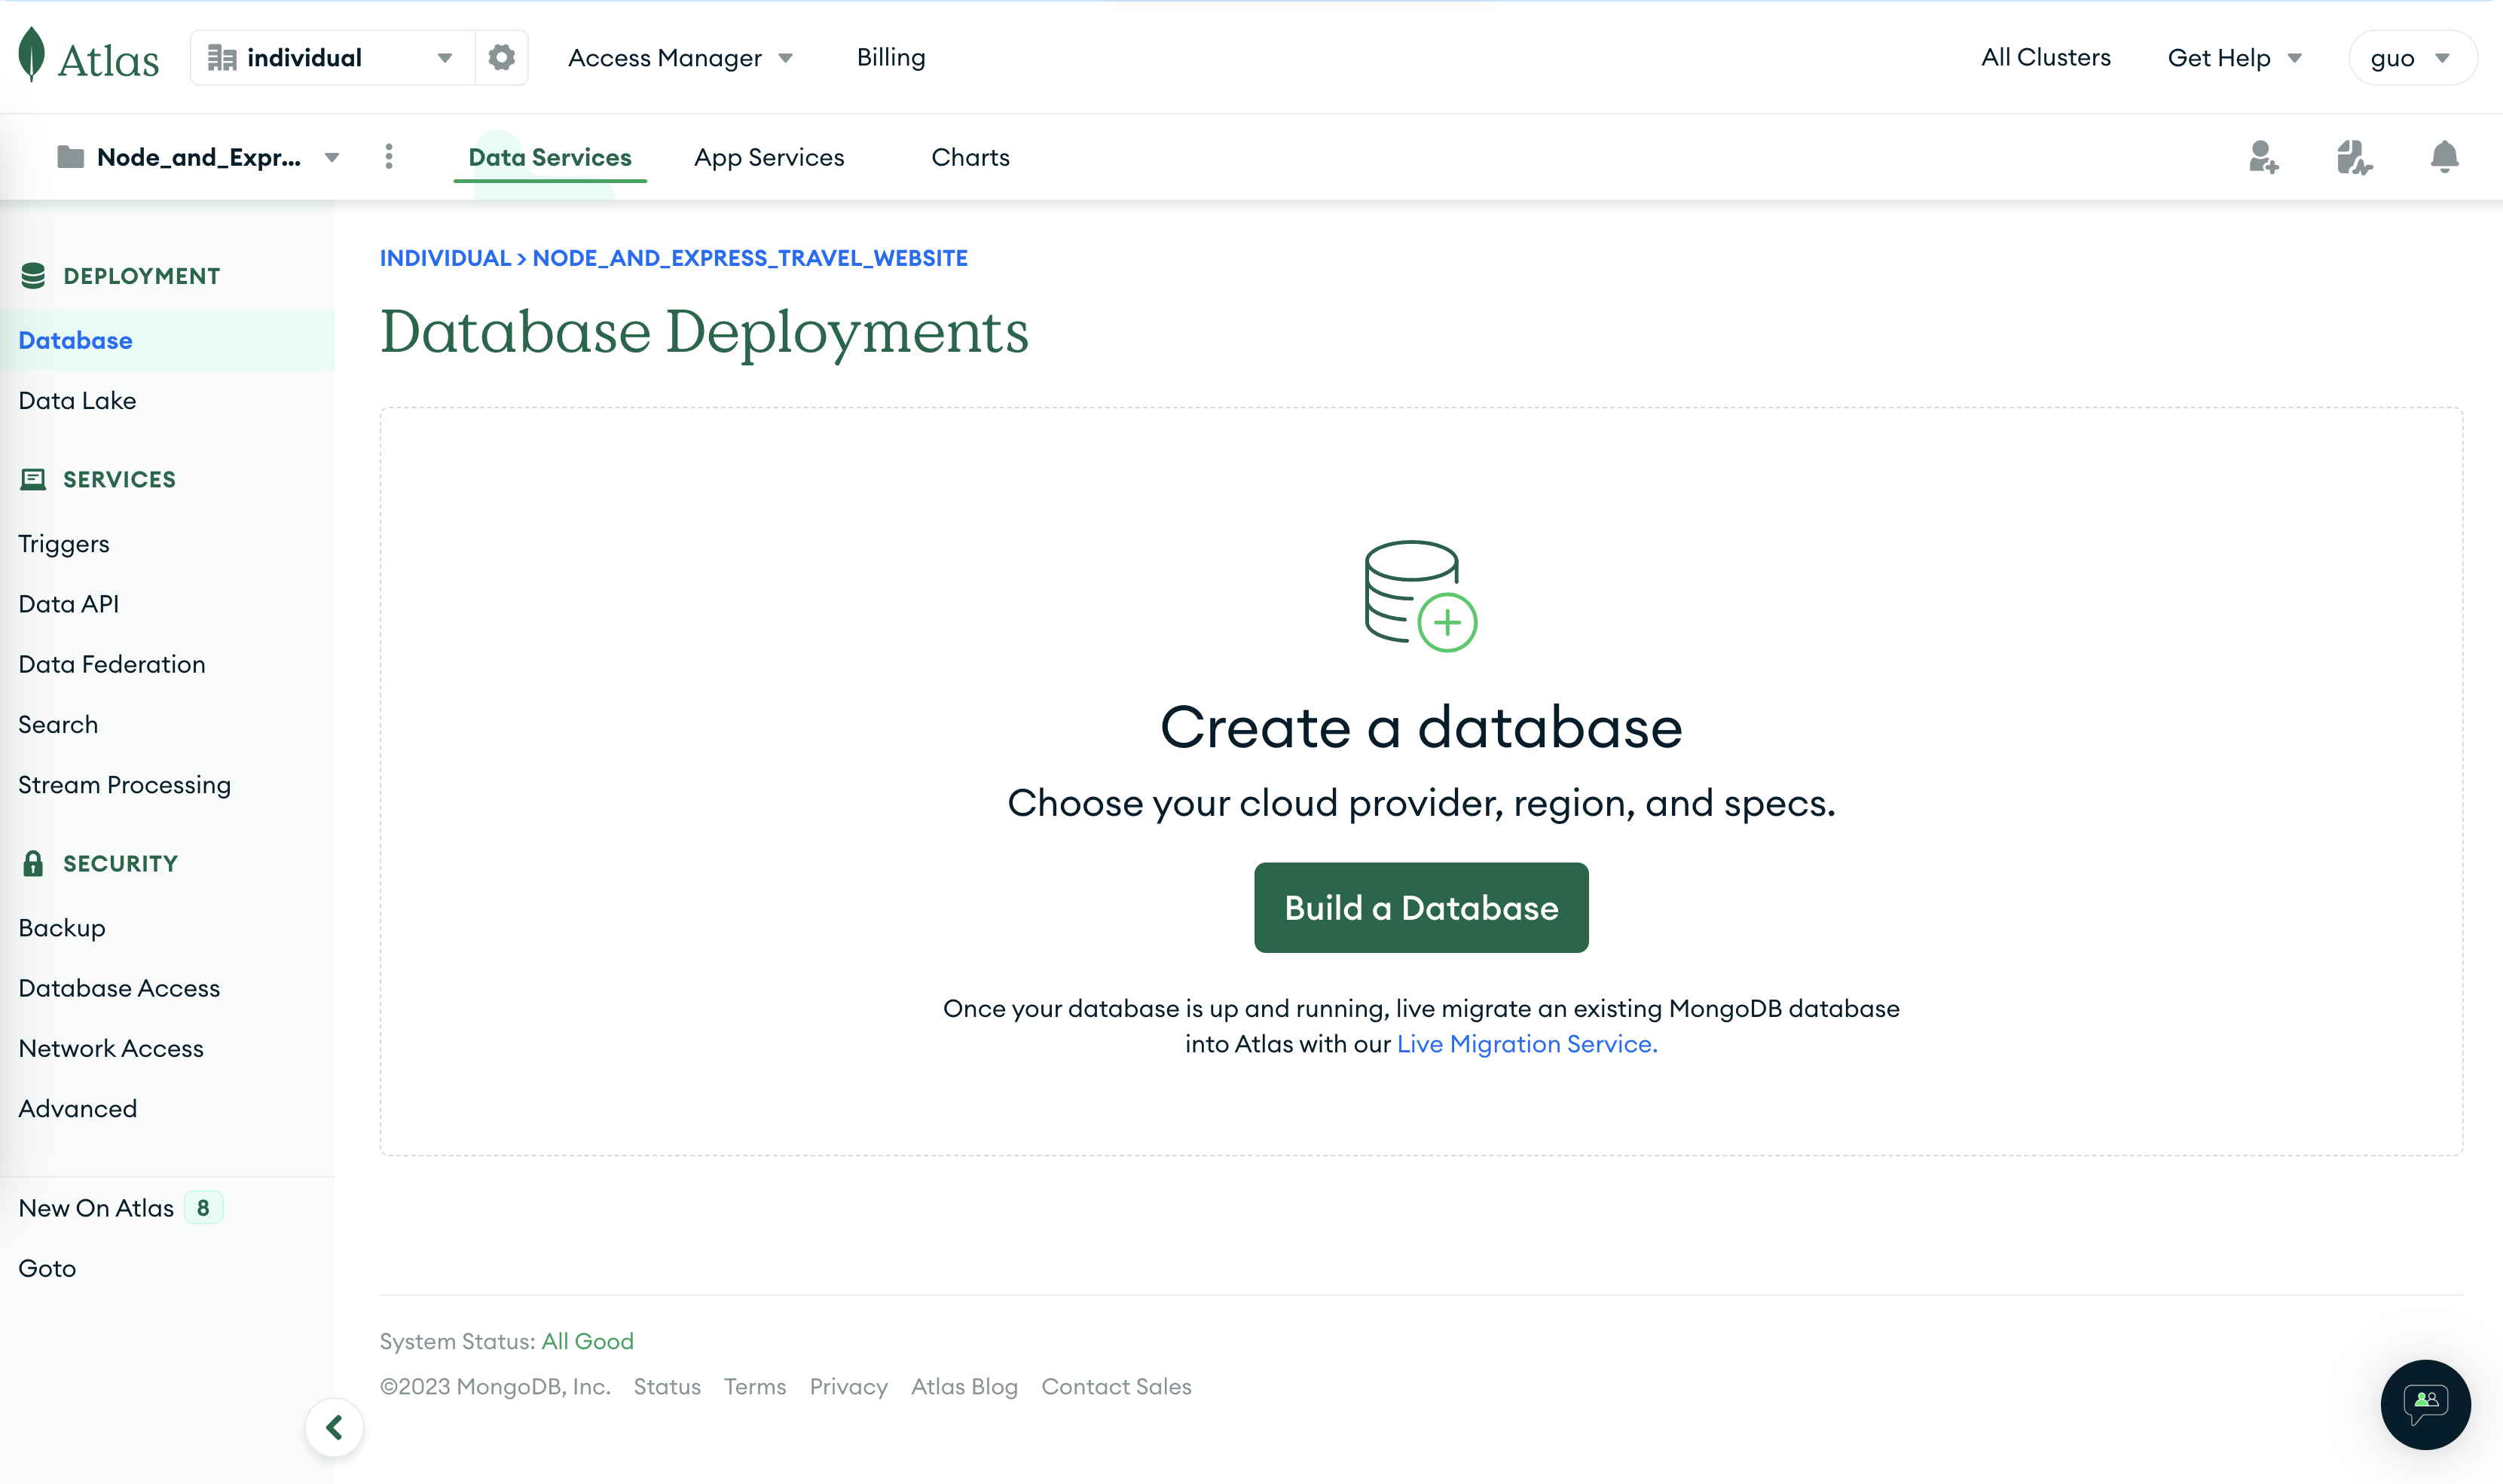 Atlas
individual
Access Manager
Billing
All Clusters
Get Help
guo
Node_and_Expr...
Data Services
App Services
Charts
DEPLOYMENT
Database
Data Lake
SERVICES
Triggers
Data API
Data Federation
Search
Stream Processing
SECURITY
Backup
Database Access
Network Access
Advanced
New On Atlas 8
Goto
INDIVIDUAL > NODE_AND_EXPRESS_TRAVEL_WEBSITE
Database Deployments
Create a database
Choose your cloud provider, region, and specs.
Build a Database
Once your database is up and running, live migrate an existing MongoDB database
into Atlas with our Live Migration Service.
System Status: All Good
©2023 MongoDB, Inc. Status Terms Privacy Atlas Blog Contact Sales